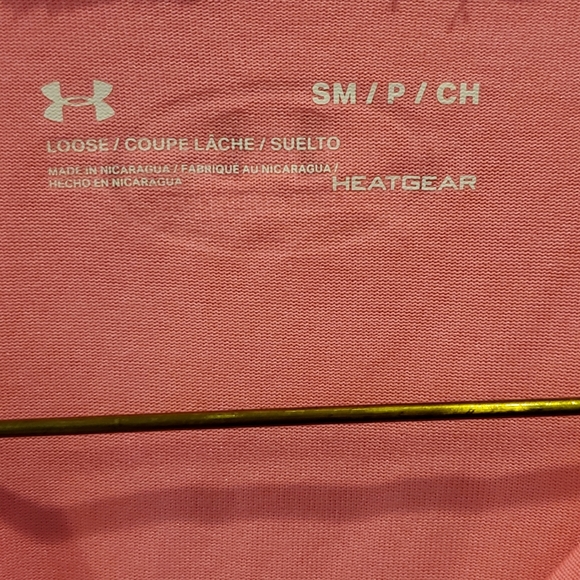 SM / P / CH
LOOSE / COUPE LÂCHE / SUELTO
MADE IN NICARAGUA / FABRIQUÉ AU NICARAGUA /
HECHO EN NICARAGUA
HEATGEAR